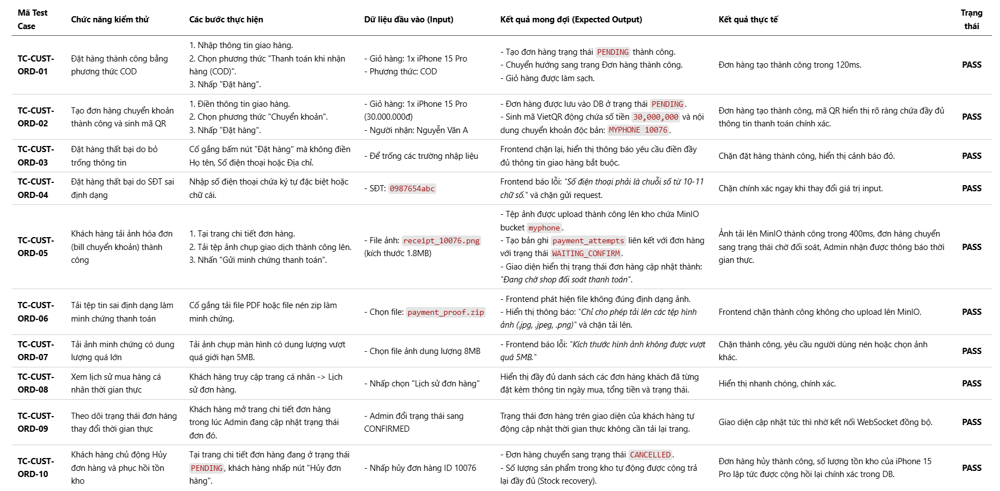 Mã Test
Case
Chức năng kiểm thử
Các bước thực hiện
Dữ liệu đầu vào (Input)
Kết quả mong đợi (Expected Output)
Kết quả thực tế
Trạng
thái
TC-CUST-
ORD-01
Đặt hàng thành công bằng
phương thức COD
1. Nhập thông tin giao hàng.
2. Chọn phương thức "Thanh toán khi nhận
hàng (COD)".
3. Nhấp "Đặt hàng".
- Giỏ hàng: 1x iPhone 15 Pro
- Phương thức: COD
- Tạo đơn hàng trạng thái PENDING thành công.
- Chuyển hướng sang trang Đơn hàng thành công.
- Giỏ hàng được làm sạch.
Đơn hàng tạo thành công trong 120ms.
PASS
TC-CUST-
ORD-02
Tạo đơn hàng chuyển khoản
thành công và sinh mã QR
1. Điền thông tin giao hàng.
2. Chọn phương thức "Chuyển khoản".
3. Nhấp "Đặt hàng".
- Giỏ hàng: 1x iPhone 15 Pro
(30.000.000đ)
- Người nhận: Nguyễn Văn A
- Đơn hàng được lưu vào DB ở trạng thái PENDING.
- Sinh mã VietQR động chứa số tiền 30,000,000 và nội
dung chuyển khoản độc bản: MYPHONE 10076.
Đơn hàng tạo thành công, mã QR hiển thị rõ ràng chứa đầy đủ
thông tin thanh toán chính xác.
PASS
TC-CUST-
ORD-03
Đặt hàng thất bại do bỏ
trống thông tin
Cố gắng bấm nút "Đặt hàng" mà không điền
Họ tên, Số điện thoại hoặc Địa chỉ.
- Để trống các trường nhập liệu
Frontend chặn lại, hiển thị thông báo yêu cầu điền đầy
đủ thông tin giao hàng bắt buộc.
Chặn đặt hàng thành công, hiển thị cảnh báo đỏ.
PASS
TC-CUST-
ORD-04
Đặt hàng thất bại do SĐT sai
định dạng
Nhập số điện thoại chứa ký tự đặc biệt hoặc
chữ cái.
- SĐT: 0987654abc
Frontend báo lỗi: "Số điện thoại phải là chuỗi số từ 10-11
chữ số." và chặn gửi request.
Chặn chính xác ngay khi thay đổi giá trị input.
PASS
TC-CUST-
ORD-05
Khách hàng tải ảnh hóa đơn
(bill chuyển khoản) thành
công
1. Tại trang chi tiết đơn hàng.
2. Tải tệp ảnh chụp giao dịch thành công lên.
3. Nhấn "Gửi minh chứng thanh toán".
- File ảnh: receipt_10076.png
(kích thước 1.8MB)
- Tệp ảnh được upload thành công lên kho chứa MinIO
bucket myphone.
- Tạo bản ghi payment_attempts liên kết với đơn hàng
với trạng thái WAITING_CONFIRM.
- Giao diện hiển thị trạng thái đơn hàng cập nhật thành:
"Đang chờ shop đối soát thanh toán".
Ảnh tải lên MinIO thành công trong 400ms, đơn hàng chuyển
sang trạng thái chờ đối soát, Admin nhận được thông báo thời
gian thực.
PASS
TC-CUST-
ORD-06
Tải tệp tin sai định dạng làm
minh chứng thanh toán
Cố gắng tải file PDF hoặc file nén zip làm
minh chứng.
- Chọn file: payment_proof.zip
- Frontend phát hiện file không đúng định dạng ảnh.
- Hiển thị thông báo: "Chỉ cho phép tải lên các tệp hình
ảnh (.jpg, .jpeg, .png)" và chặn tải lên.
Frontend chặn thành công không cho upload lên MinIO.
PASS
TC-CUST-
ORD-07
Tải ảnh minh chứng có dung
lượng quá lớn
Tải ảnh chụp màn hình có dung lượng vượt
quá giới hạn 5MB.
- Chọn file ảnh dung lượng 8MB
- Frontend báo lỗi: "Kích thước hình ảnh không được vượt
quá 5MB."
Chặn thành công, yêu cầu người dùng nén hoặc chọn ảnh
khác.
PASS
TC-CUST-
ORD-08
Xem lịch sử mua hàng cá
nhân thời gian thực
Khách hàng truy cập trang cá nhân -> Lịch
sử đơn hàng.
- Nhấp chọn "Lịch sử đơn hàng"
Hiển thị đầy đủ danh sách các đơn hàng khách đã từng
đặt kèm thông tin ngày mua, tổng tiền và trạng thái.
Hiển thị nhanh chóng, chính xác.
PASS
TC-CUST-
ORD-09
Theo dõi trạng thái đơn hàng
thay đổi thời gian thực
Khách hàng mở trang chi tiết đơn hàng
trong lúc Admin đang cập nhật trạng thái
đơn đó.
- Admin đổi trạng thái sang
CONFIRMED
Trạng thái đơn hàng trên giao diện của khách hàng tự
động cập nhật thời gian thực không cần tải lại trang.
Giao diện cập nhật tức thì nhờ kết nối WebSocket đồng bộ.
PASS
TC-CUST-
ORD-10
Khách hàng chủ động Hủy
đơn hàng và phục hồi tồn
kho
Tại trang chi tiết đơn hàng đang ở trạng thái
PENDING, khách hàng nhấp nút "Hủy đơn
hàng".
- Nhấp hủy đơn hàng ID 10076
- Đơn hàng chuyển sang trạng thái CANCELLED.
- Số lượng sản phẩm trong kho tự động được cộng trả
lại đầy đủ (Stock recovery).
Đơn hàng hủy thành công, số lượng tồn kho của iPhone 15
Pro lập tức được cộng hồi lại chính xác trong DB.
PASS